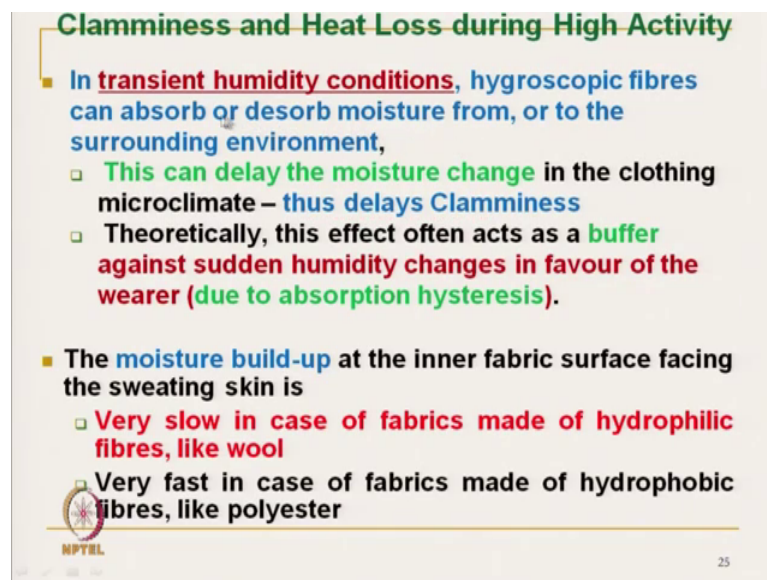 Clamminess and Heat Loss during High Activity
In transient humidity conditions, hygroscopic fibres
can absorb or desorb moisture from, or to the
surrounding environment,
This can delay the moisture change in the clothing
microclimate – thus delays Clamminess
Theoretically, this effect often acts as a buffer
against sudden humidity changes in favour of the
wearer (due to absorption hysteresis).
The moisture build-up at the inner fabric surface facing
the sweating skin is
Very slow in case of fabrics made of hydrophilic
fibres, like wool
Very fast in case of fabrics made of hydrophobic
fibres, like polyester
NPTEL
25